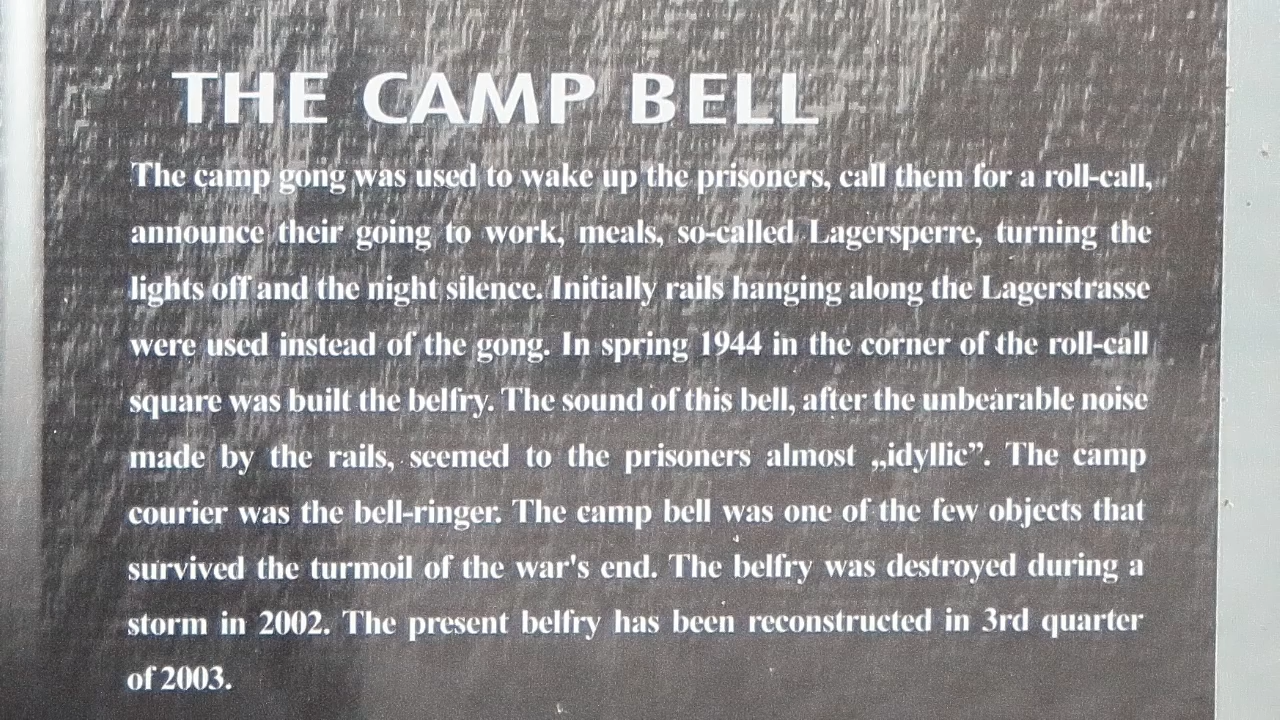 THE CAMP BELL
The camp gong was used to wake up the prisoners, call them for a roll-call,
announce their going to work, meals, so-called Lagersperre, turning the
lights off and the night silence. Initially rails hanging along the Lagerstrasse
were used instead of the gong. In spring 1944 in the corner of the roll-call
square was built the belfry. The sound of this bell, after the unbearable noise
made by the rails, seemed to the prisoners almost „idyllic”. The camp
courier was the bell-ringer. The camp bell was one of the few objects that
survived the turmoil of the war's end. The belfry was destroyed during a
storm in 2002. The present belfry has been reconstructed in 3rd quarter
of 2003.